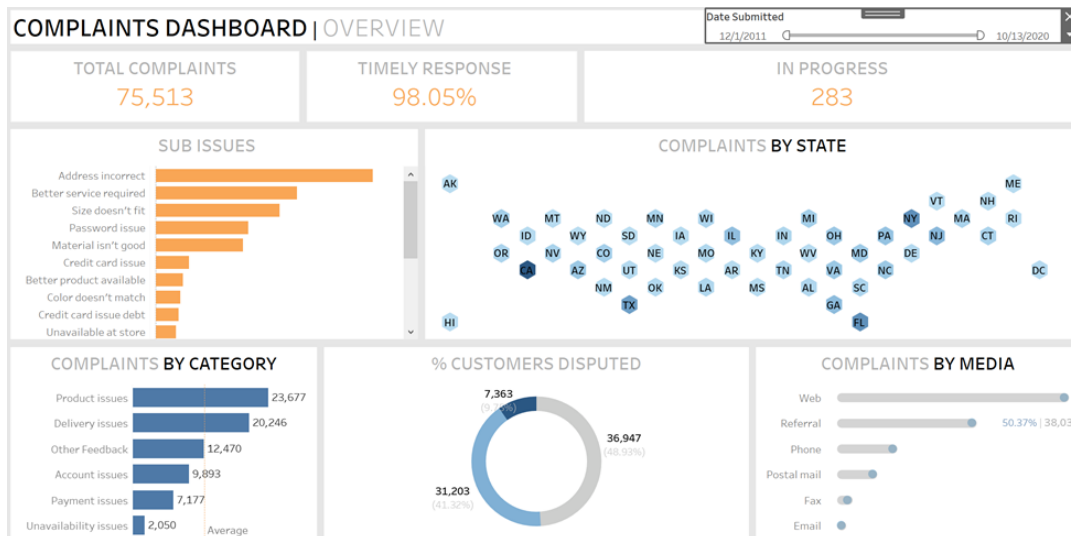 COMPLAINTS DASHBOARD | OVERVIEW
Date Submitted
12/1/2011 10/13/2020
TOTAL COMPLAINTS
75,513
TIMELY RESPONSE
98.05%
IN PROGRESS
283
SUB ISSUES
Address incorrect
Better service required
Size doesn't fit
Password issue
Material isn't good
Credit card issue
Better product available
Color doesn't match
Credit card issue debt
Unavailable at store
COMPLAINTS BY STATE
AK ME
VT NH
WA MT ND MN WI MI NY MA RI
ID WY SD IA IL IN OH PA NJ CT
OR NV CO NE MO KY WV MD DE
CA AZ UT KS AR TN VA NC DC
NM OK LA MS AL SC
TX GA
HI FL
COMPLAINTS BY CATEGORY
Product issues 23,677
Delivery issues 20,246
Other Feedback 12,470
Account issues 9,893
Payment issues 7,177
Unavailability issues 2,050
Average
% CUSTOMERS DISPUTED
7,363
36,947
(48.93%)
31,203
(41.32%)
COMPLAINTS BY MEDIA
Web
Referral 50.37% | 38,03
Phone
Postal mail
Fax
Email